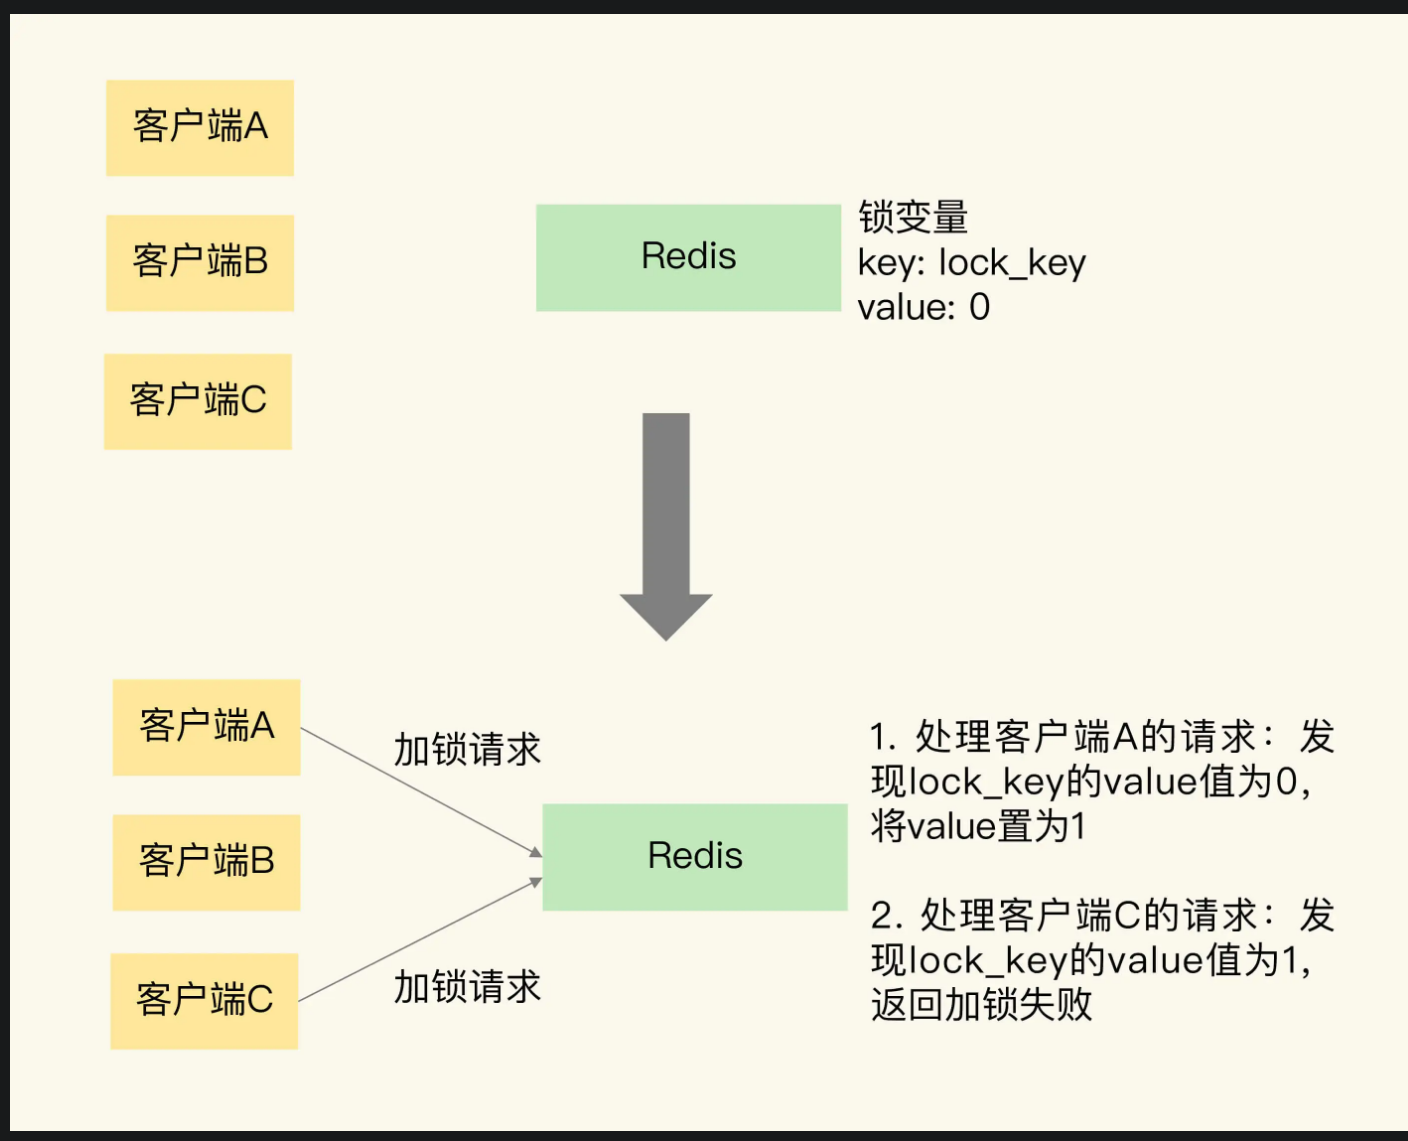 客户端A
客户端B
客户端C
Redis
锁变量
key: lock_key
value: 0
客户端A
客户端B
客户端C
加锁请求
加锁请求
Redis
1. 处理客户端A的请求：发
现lock_key的value值为0,
将value置为1
2. 处理客户端C的请求：发
现lock_key的value值为1,
返回加锁失败